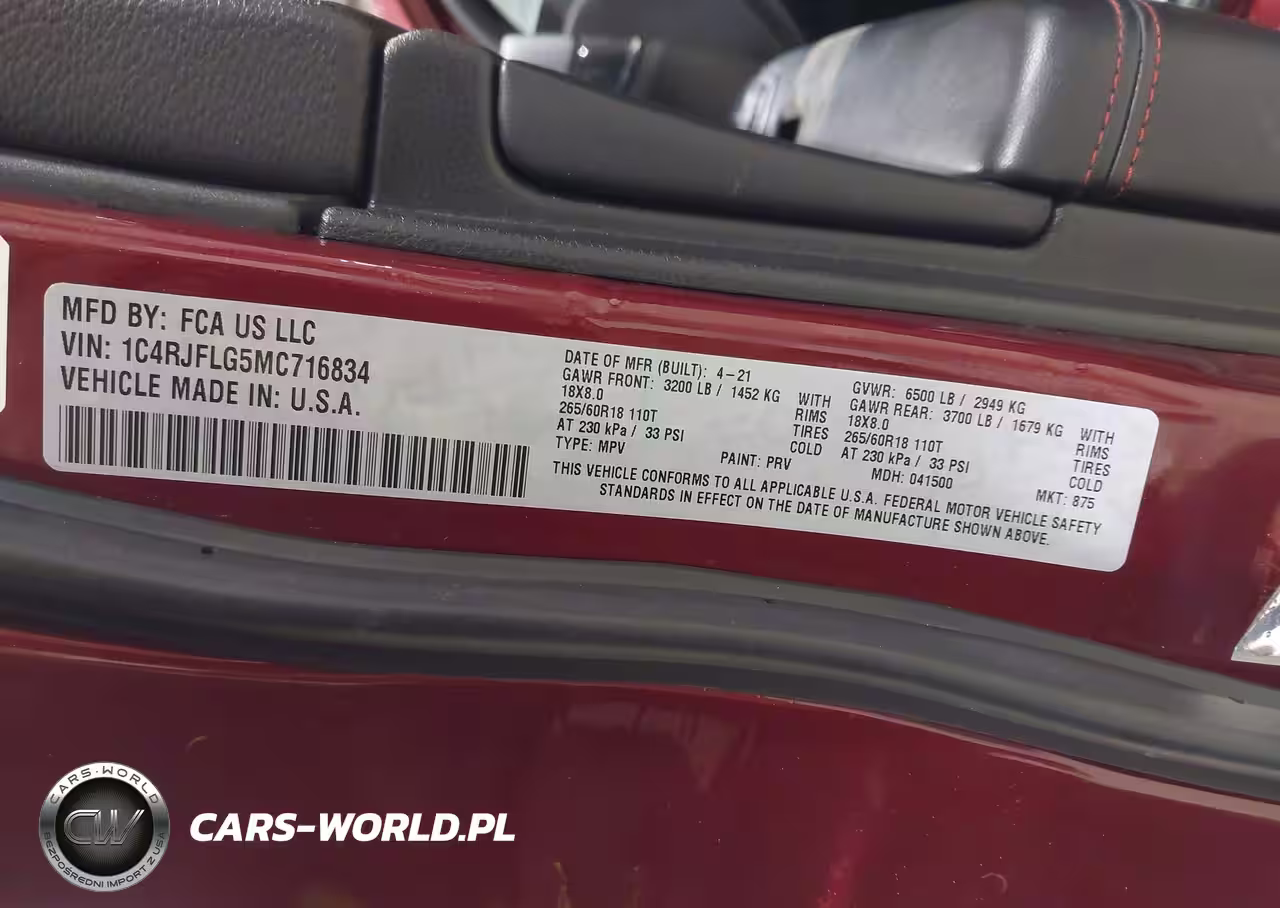 MFD BY: FCA US LLC
VIN: 1C4RJFLG5MC716834
VEHICLE MADE IN: U.S.A.
DATE OF MFR (BUILT): 4-21
GAWR FRONT: 3200 LB / 1452 KG WITH
18X8.0 RIMS
265/60R18 110T TIRES
AT 230 kPa / 33 PSI COLD
TYPE: MPV PAINT: PRV
GVWR: 6500 LB / 2949 KG
GAWR REAR: 3700 LB / 1679 KG WITH
18X8.0 RIMS
265/60R18 110T TIRES
AT 230 kPa / 33 PSI COLD
MDH: 041500 MKT: 875
THIS VEHICLE CONFORMS TO ALL APPLICABLE U.S.A. FEDERAL MOTOR VEHICLE SAFETY
STANDARDS IN EFFECT ON THE DATE OF MANUFACTURE SHOWN ABOVE.
CARS-WORLD
CW
BEZPOŚREDNI IMPORT Z USA
CARS-WORLD.PL